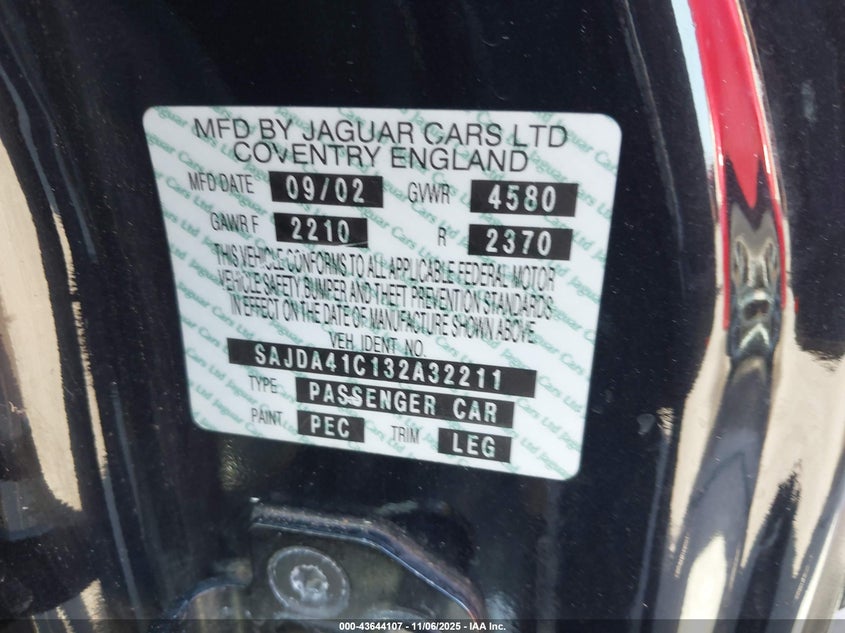 MFD BY JAGUAR CARS LTD
COVENTRY ENGLAND
MFD DATE 09/02 GVWR 4580
GAWR F 2210 R 2370
THIS VEHICLE CONFORMS TO ALL APPLICABLE FEDERAL MOTOR
VEHICLE SAFETY BUMPER AND THEFT PREVENTION STANDARDS
IN EFFECT ON THE DATE OF MANUFACTURE SHOWN ABOVE
VEH. IDENT NO.
SAJDA41C132A32211
TYPE PASSENGER CAR
PAINT PEC TRIM LEG
000-43644107 - 11/06/2025 - IAA Inc.